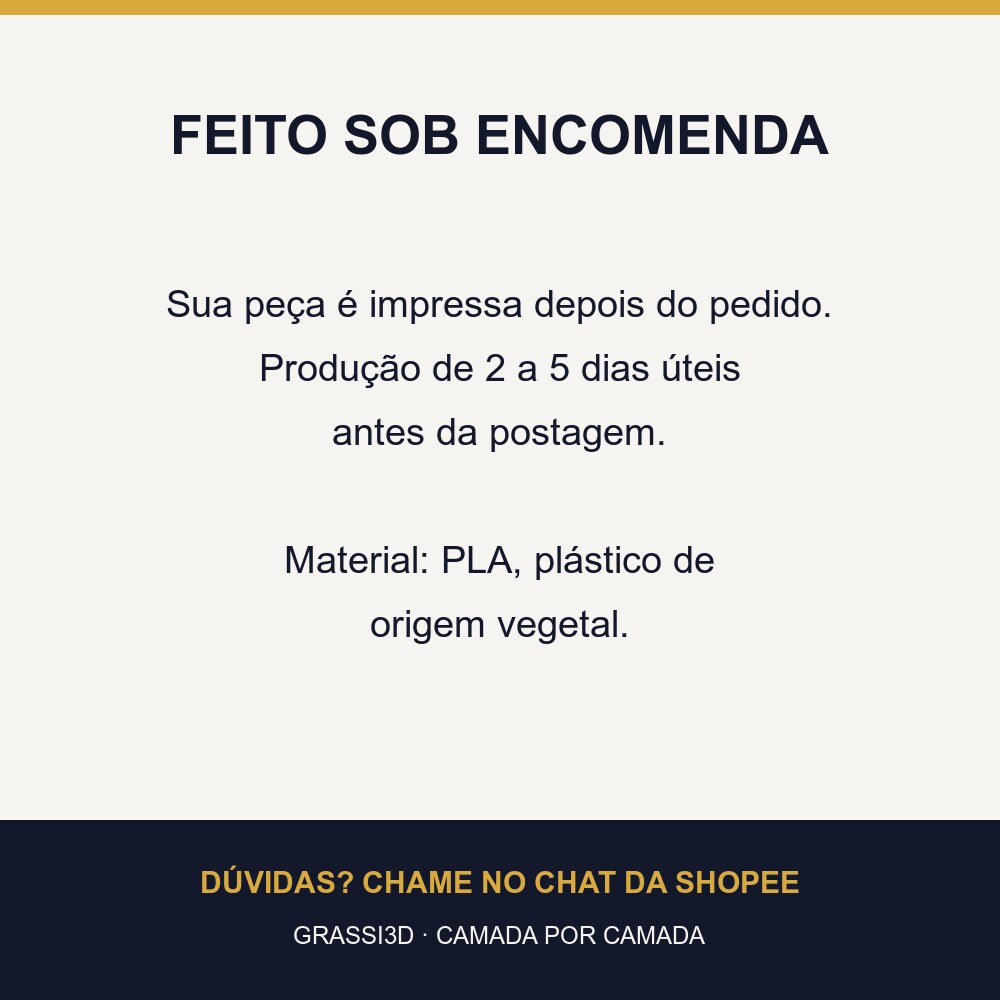 FEITO SOB ENCOMENDA
Sua peça é impressa depois do pedido.
Produção de 2 a 5 dias úteis
antes da postagem.
Material: PLA, plástico de
origem vegetal.
DÚVIDAS? CHAME NO CHAT DA SHOPEE
GRASSI3D · CAMADA POR CAMADA